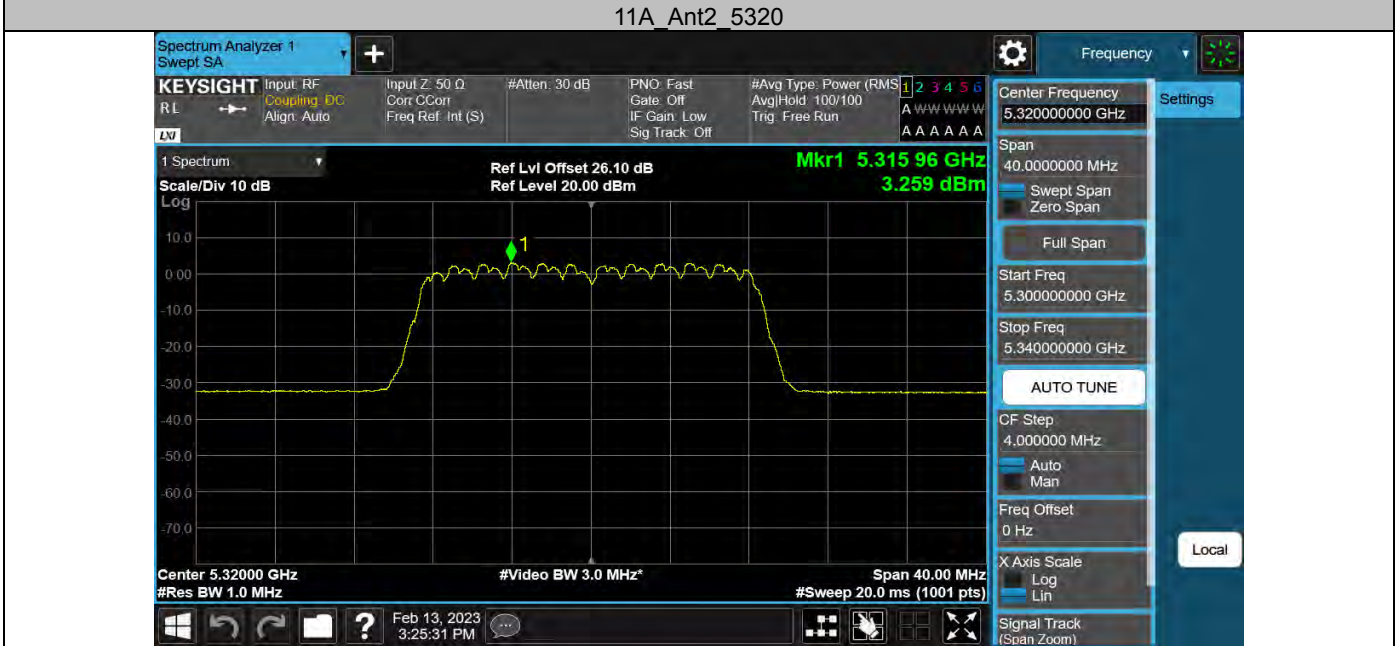 11A_Ant2_5320
Spectrum Analyzer 1
Swept SA
+
Frequency
KEYSIGHT
RL
LXI
Input: RF
Coupling: DC
Align: Auto
Input Z: 50 Ω
Corr CCorr
Freq Ref: Int (S)
#Atten: 30 dB
PNO: Fast
Gate: Off
IF Gain: Low
Sig Track: Off
#Avg Type: Power (RMS
Avg|Hold: 100/100
Trig: Free Run
1 2 3 4 5 6
A W W W W W
A A A A A A
1 Spectrum
Scale/Div 10 dB
Log
Ref Lvl Offset 26.10 dB
Ref Level 20.00 dBm
Mkr1 5.315 96 GHz
3.259 dBm
1
10.0
0.00
-10.0
-20.0
-30.0
-40.0
-50.0
-60.0
-70.0
Center 5.32000 GHz
#Res BW 1.0 MHz
#Video BW 3.0 MHz*
Span 40.00 MHz
#Sweep 20.0 ms (1001 pts)
?
Feb 13, 2023
3:25:31 PM
Center Frequency
5.320000000 GHz
Settings
Span
40.0000000 MHz
Swept Span
Zero Span
Full Span
Start Freq
5.300000000 GHz
Stop Freq
5.340000000 GHz
AUTO TUNE
CF Step
4.000000 MHz
Auto
Man
Freq Offset
0 Hz
Local
X Axis Scale
Log
Lin
Signal Track
(Span Zoom)